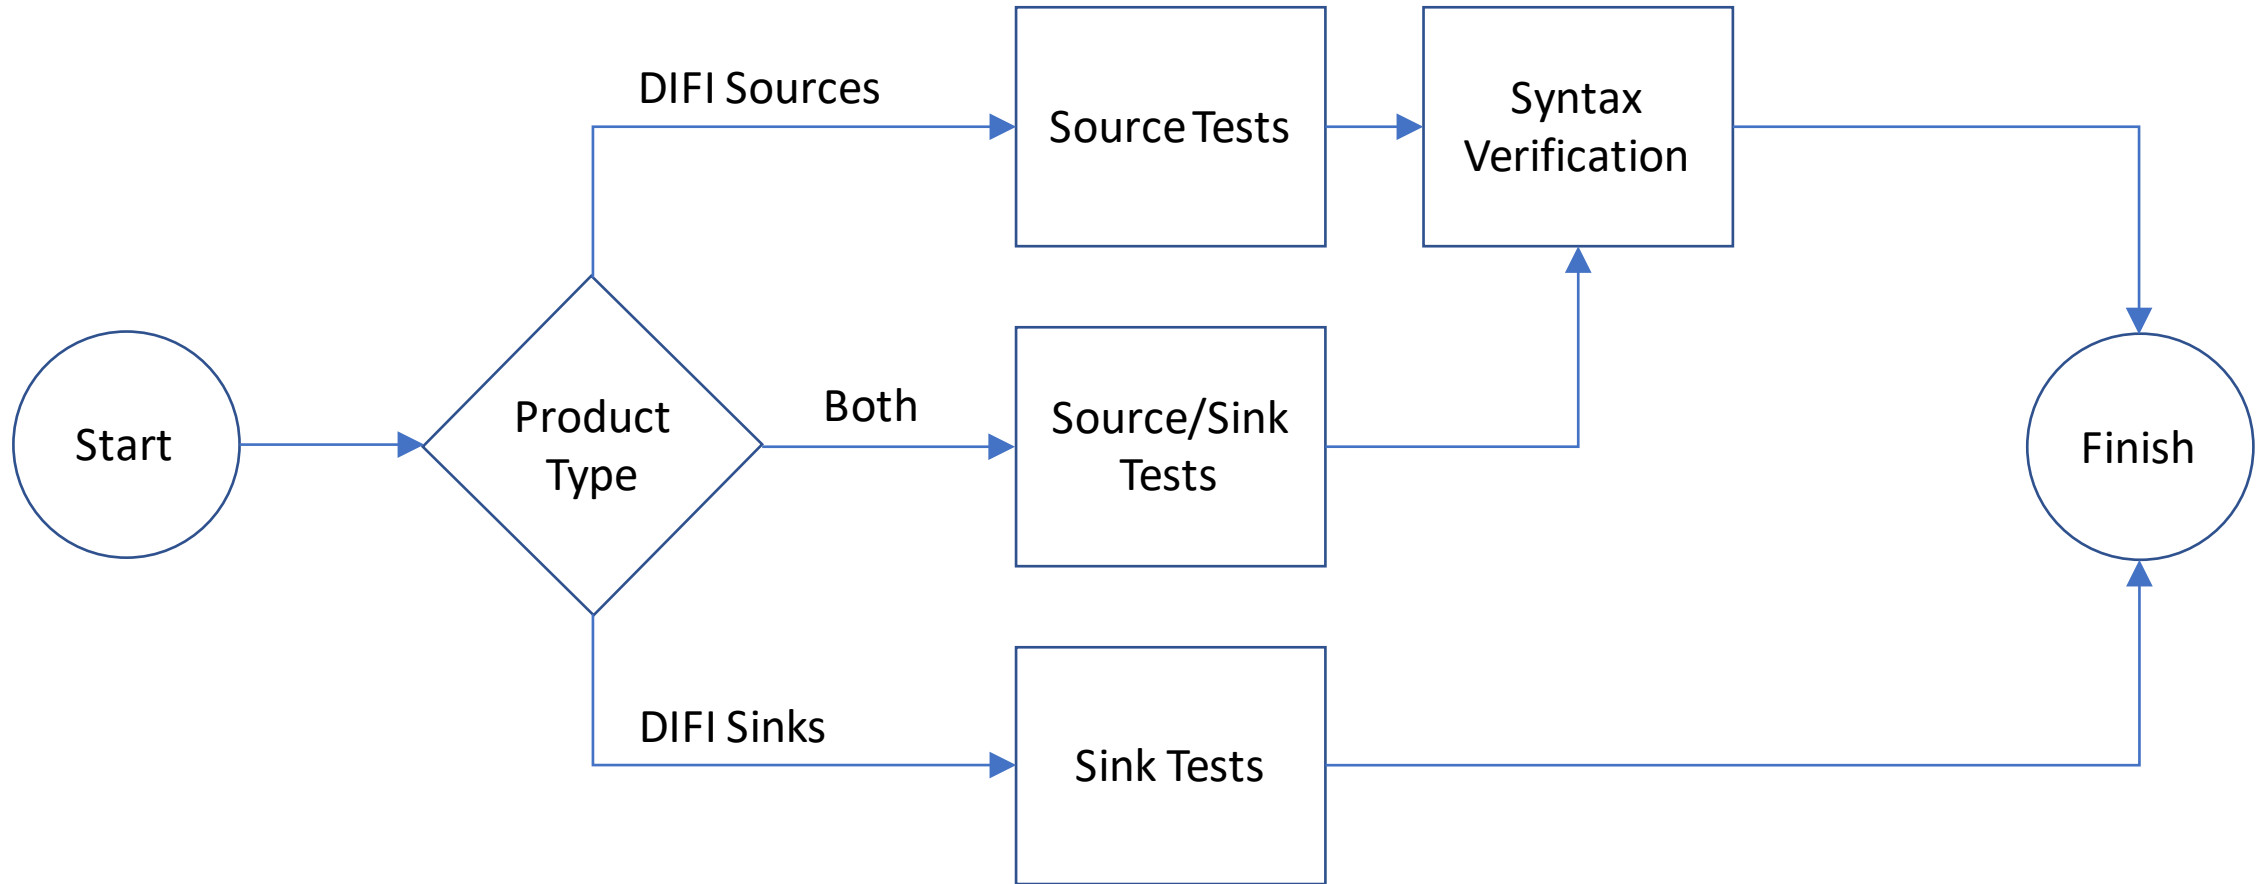 DIFI Sources
Source Tests
Syntax
Verification
Start
Product
Type
Both
Source/Sink
Tests
Finish
DIFI Sinks
Sink Tests